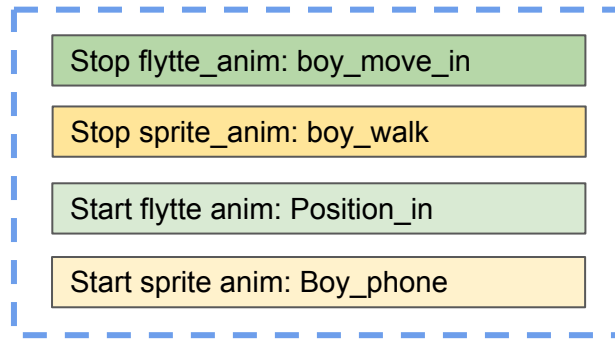 Stop flytte_anim: boy_move_in
Stop sprite_anim: boy_walk
Start flytte anim: Position_in
Start sprite anim: Boy_phone